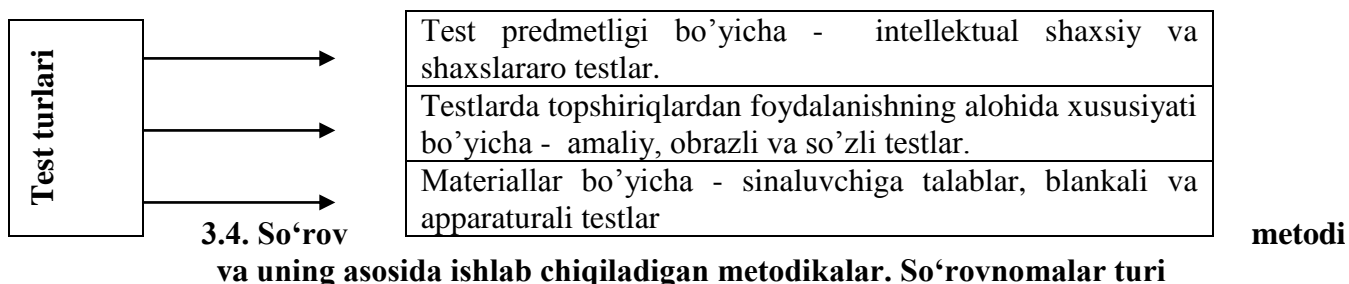 Test turlari
Test predmetligi bo’yicha - intellektual shaxsiy va
shaxslararo testlar.
Testlarda topshiriqlardan foydalanishning alohida xususiyati
bo’yicha - amaliy, obrazli va so’zli testlar.
Materiallar bo’yicha - sinaluvchiga talablar, blankali va
apparaturali testlar
3.4. So‘rov metodi
va uning asosida ishlab chiqiladigan metodikalar. So‘rovnomalar turi